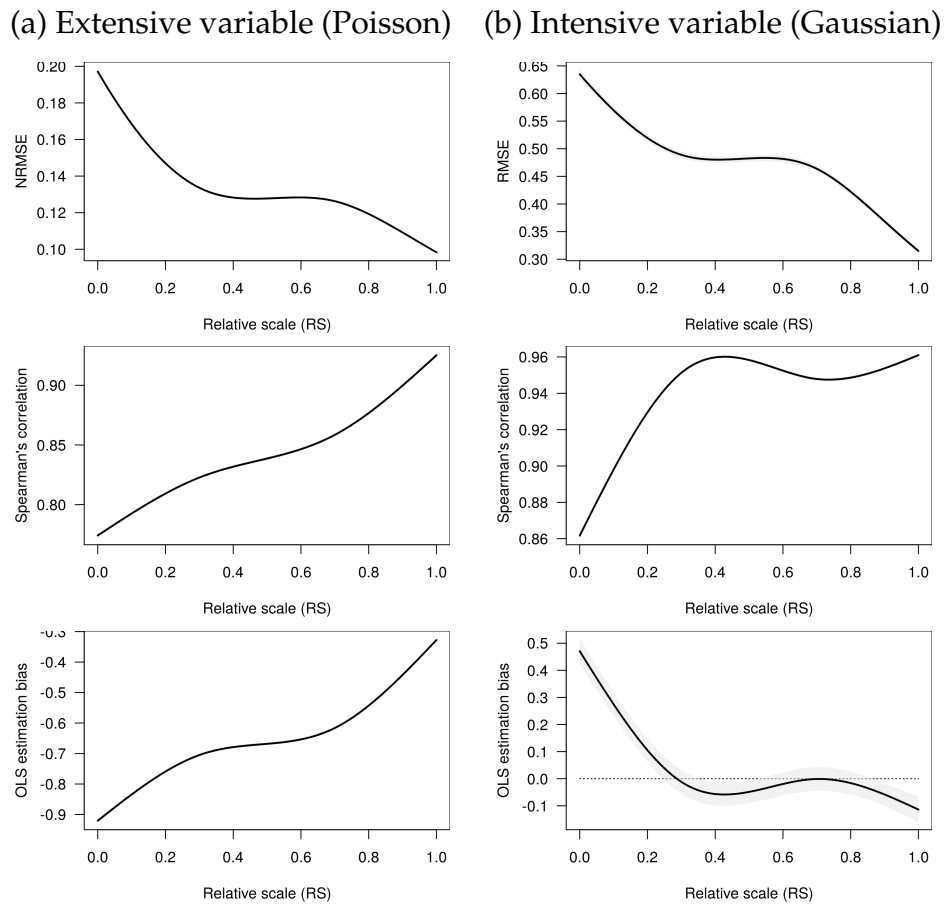 (a) Extensive variable (Poisson)
(b) Intensive variable (Gaussian)
NRMSE
0.20
0.18
0.16
0.14
0.12
0.10
0.0 0.2 0.4 0.6 0.8 1.0
Relative scale (RS)
RMSE
0.65
0.60
0.55
0.50
0.45
0.40
0.35
0.30
0.0 0.2 0.4 0.6 0.8 1.0
Relative scale (RS)
Spearman's correlation
0.90
0.85
0.80
0.0 0.2 0.4 0.6 0.8 1.0
Relative scale (RS)
Spearman's correlation
0.96
0.94
0.92
0.90
0.88
0.86
0.0 0.2 0.4 0.6 0.8 1.0
Relative scale (RS)
OLS estimation bias
-0.3
-0.4
-0.5
-0.6
-0.7
-0.8
-0.9
0.0 0.2 0.4 0.6 0.8 1.0
Relative scale (RS)
OLS estimation bias
0.5
0.4
0.3
0.2
0.1
0.0
-0.1
0.0 0.2 0.4 0.6 0.8 1.0
Relative scale (RS)